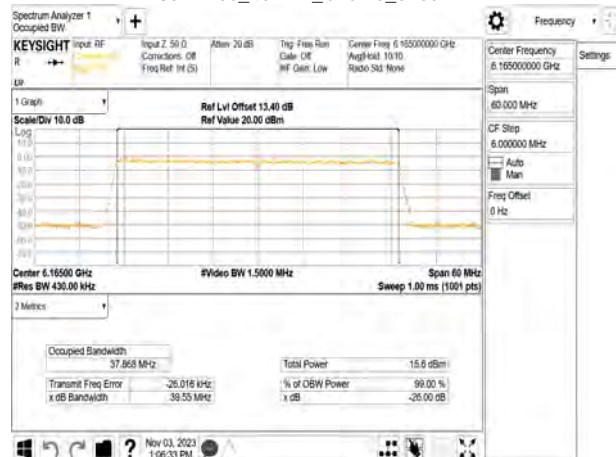 Spectrum Analyzer 1
Occupied BW
KEYSIGHT
Input: RF
R
Input Z: 50 Ω
Corrections: Off
Freq Ref: Int (S)
Atten: 20 dB
Trig: Free Run
Gate: Off
#IF Gain: Low
Center Freq: 6.165000000 GHz
Avg|Hold: 10/10
Radio Std: None
1 Graph
Scale/Div 10.0 dB
Ref Lvl Offset 13.40 dB
Ref Value 20.00 dBm
Log
10.0
0.00
Center 6.16500 GHz
#Res BW 430.00 kHz
#Video BW 1.5000 MHz
Span 60 MHz
Sweep 1.00 ms (1001 pts)
2 Metrics
Occupied Bandwidth
37.868 MHz
Total Power
15.6 dBm
Transmit Freq Error
-26.016 kHz
% of OBW Power
99.00 %
x dB Bandwidth
39.55 MHz
x dB
-26.00 dB
Nov 03, 2023
1:06:33 PM
Frequency
Center Frequency
6.165000000 GHz
Settings
Span
60.000 MHz
CF Step
6.000000 MHz
Auto
Man
Freq Offset
0 Hz